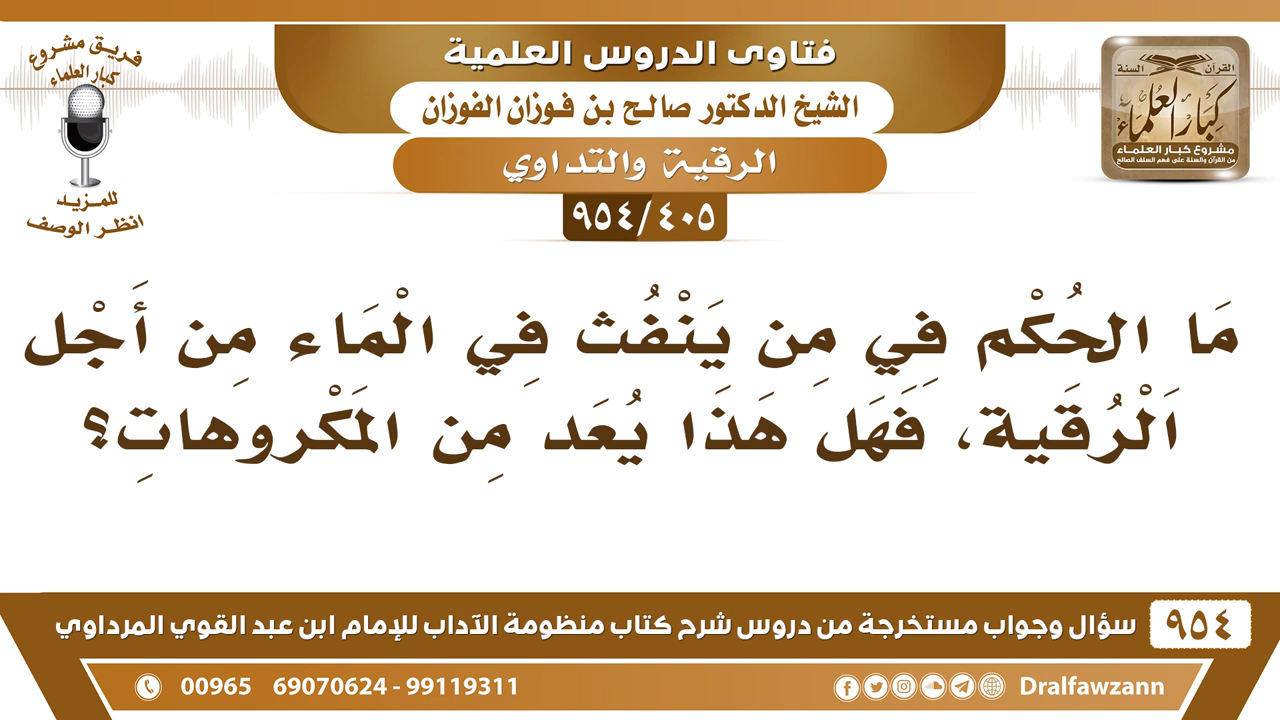 فريق مشروع
كبار العلماء
للمزيد
انظر الوصف
فتاوى الدروس العلمية
الشيخ الدكتور صالح بن فوزان الفوزان
الرقية والتداوي
٩٥٤/٤٠٥
القرآن السنة
كبار العلماء
مشروع كبار العلماء
من القرآن والسنة على فهم السلف الصالح
مَا الحُكْم فِي مِن يَنْفُث فِي الْمَاء مِن أَجْل
اَلْرُقَية، فَهَل هَذَا يُعَد مِن المَكْروهاتِ؟
٩٥٤ سؤال وجواب مستخرجة من دروس شرح كتاب منظومة الآداب للإمام ابن عبد القوي المرداوي
00965 69070624 - 99119311
Dralfawzann